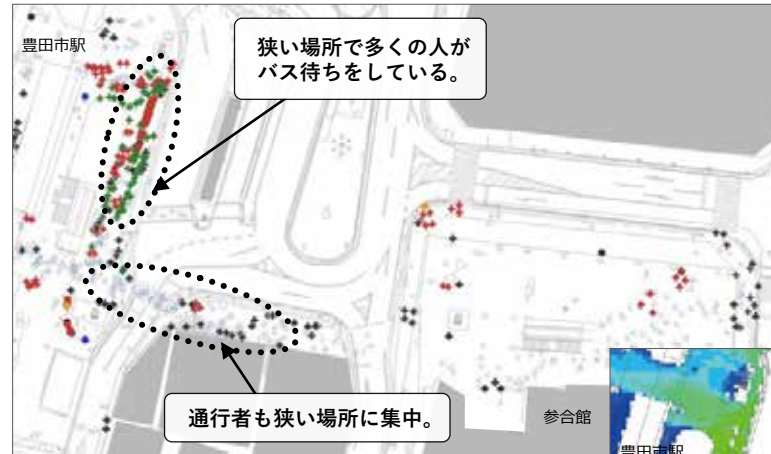 豊田市駅
狭い場所で多くの人が
バス待ちをしている。
通行者も狭い場所に集中。
参合館
豊田市駅